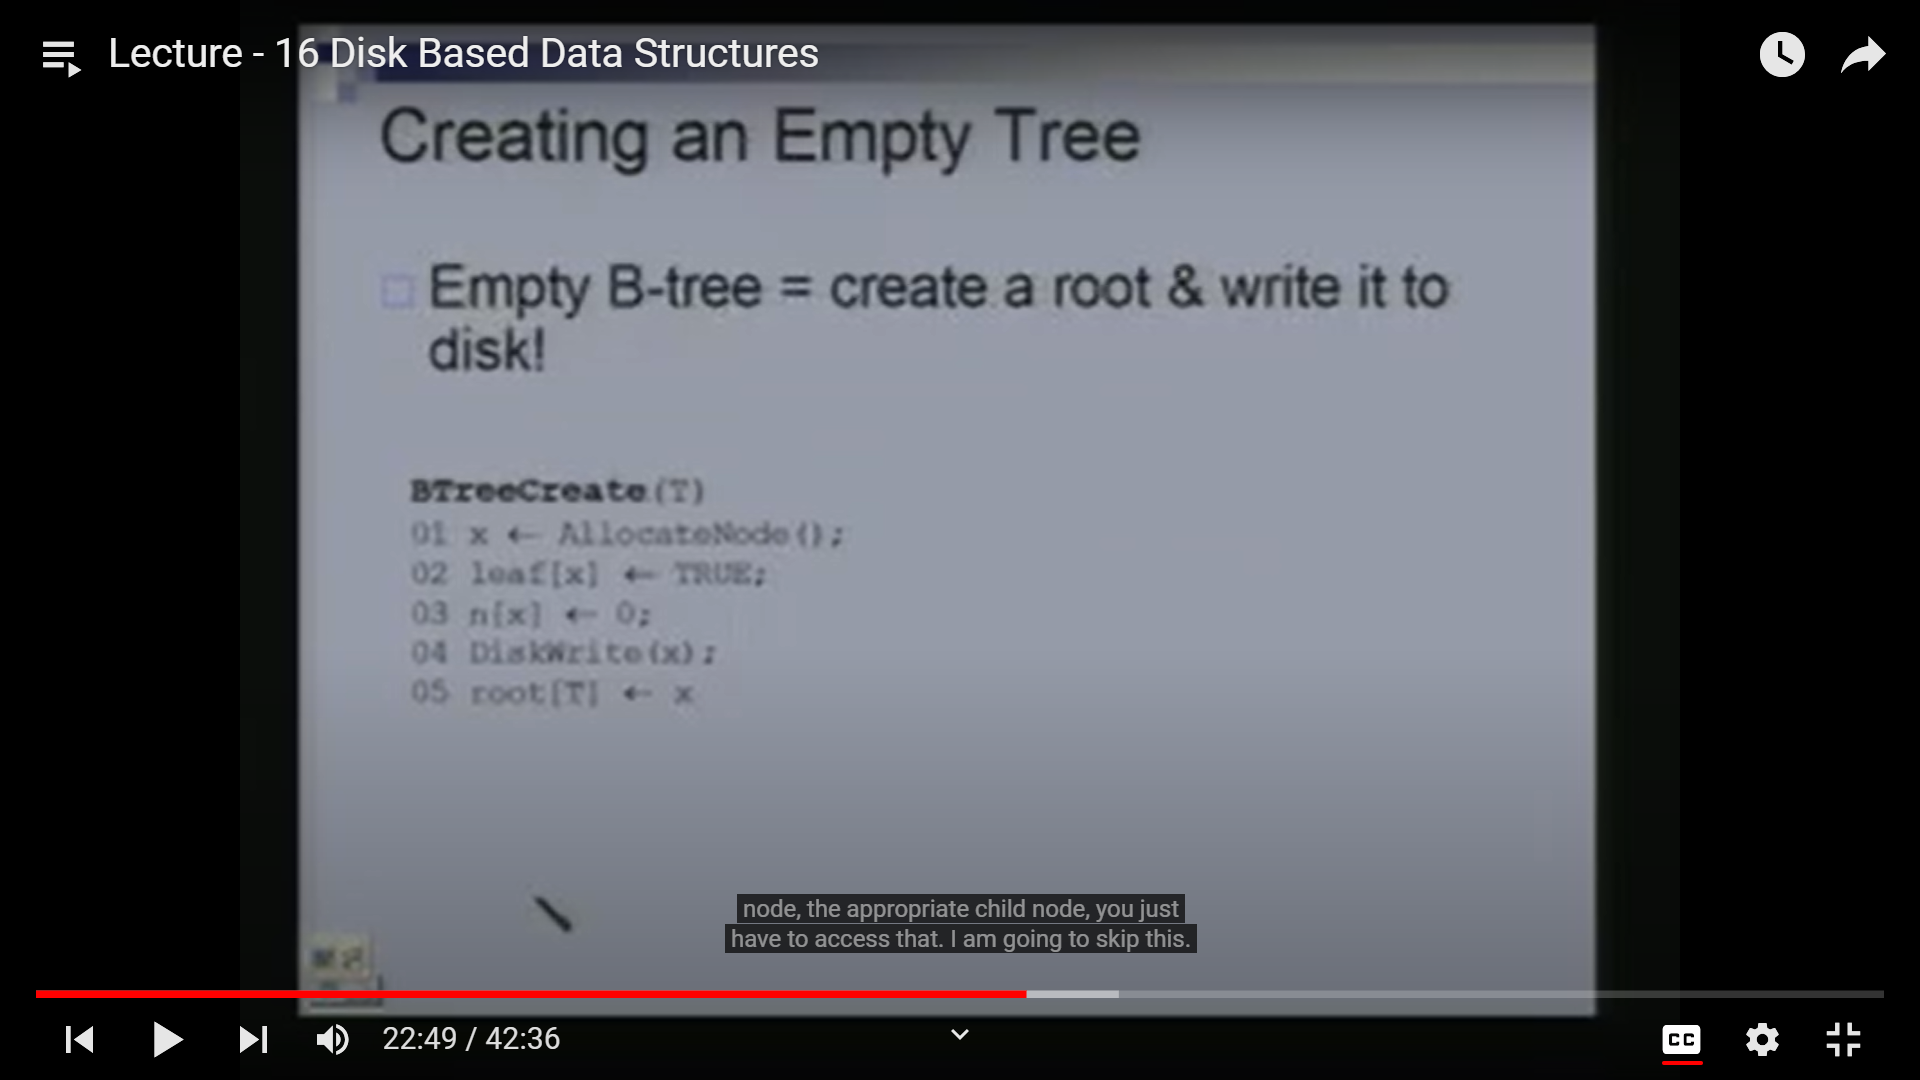 Lecture - 16 Disk Based Data Structures
Creating an Empty Tree
Empty B-tree = create a root & write it to
disk!
BTreeCreate(T)
01 x ← AllocateNode();
02 leaf[x] ← TRUE;
03 n[x] ← 0;
04 DiskWrite(x);
05 root[T] ← x
node, the appropriate child node, you just
have to access that. I am going to skip this.
22:49 / 42:36
CC